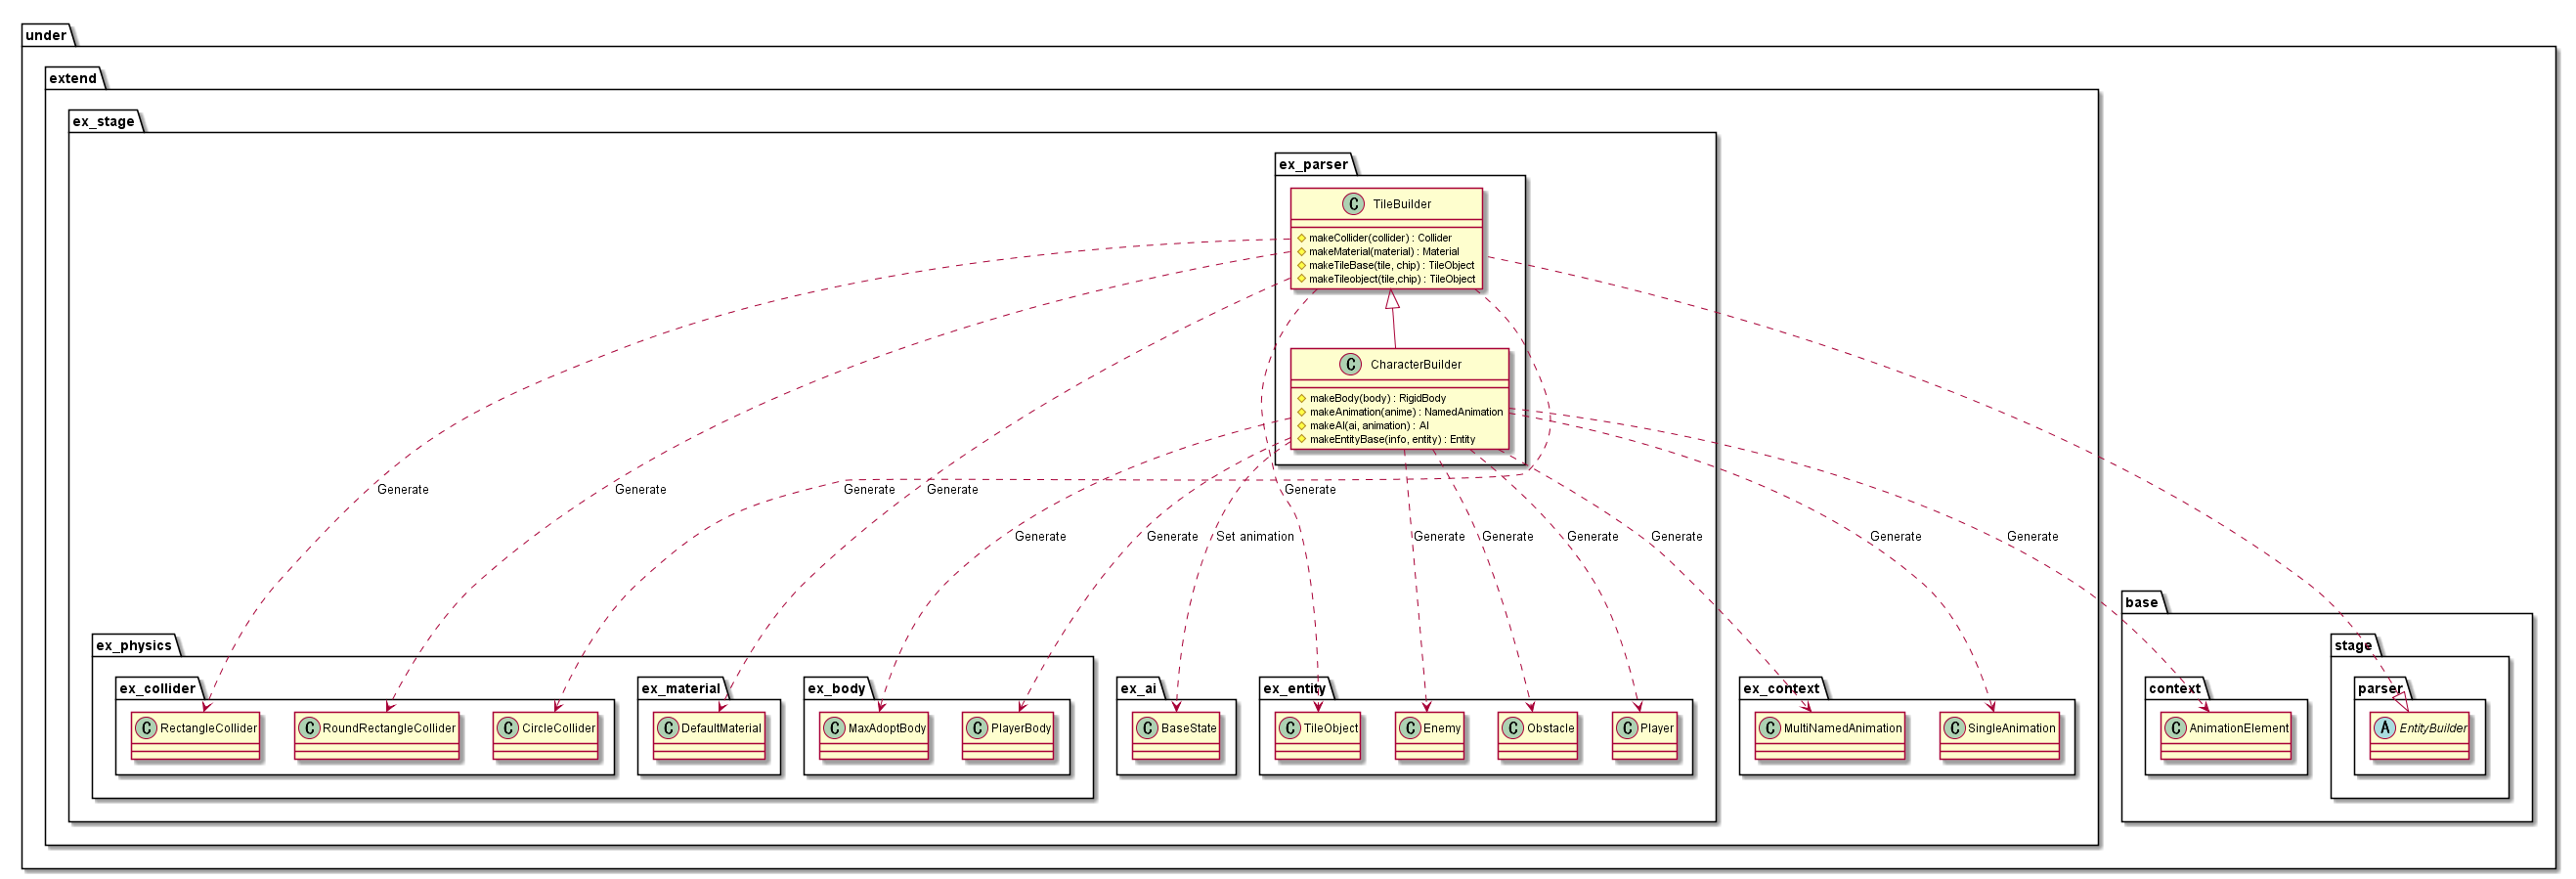 under
extend
ex_stage
ex_parser
C TileBuilder
makeCollider(collider) : Collider
makeMaterial(material) : Material
makeTileBase(tile, chip) : TileObject
makeTileobject(tile,chip) : TileObject
C CharacterBuilder
makeBody(body) : RigidBody
makeAnimation(anime) : NamedAnimation
makeAI(ai, animation) : AI
makeEntityBase(info, entity) : Entity
Generate
Generate
Generate
Generate
Generate
Generate
Generate
Set animation
Generate
Generate
Generate
Generate
Generate
Generate
base
ex_physics
stage
ex_collider
ex_material
ex_body
ex_ai
ex_entity
ex_context
context
parser
C RectangleCollider
C RoundRectangleCollider
C CircleCollider
C DefaultMaterial
C MaxAdoptBody
C PlayerBody
C BaseState
C TileObject
C Enemy
C Obstacle
C Player
C MultiNamedAnimation
C SingleAnimation
C AnimationElement
A EntityBuilder